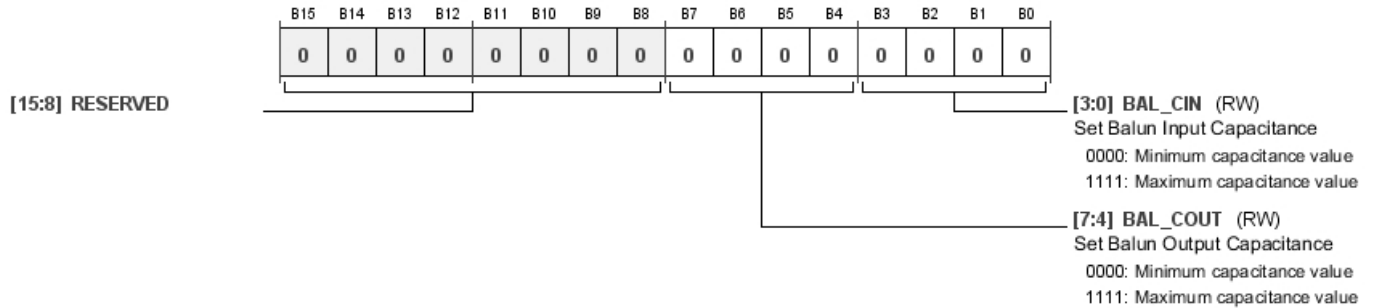 B15 B14 B13 B12 B11 B10 B9 B8 B7 B6 B5 B4 B3 B2 B1 B0
0 0 0 0 0 0 0 0 0 0 0 0 0 0 0 0
[15:8] RESERVED
[3:0] BAL_CIN (RW)
Set Balun Input Capacitance
0000: Minimum capacitance value
1111: Maximum capacitance value
[7:4] BAL_COUT (RW)
Set Balun Output Capacitance
0000: Minimum capacitance value
1111: Maximum capacitance value